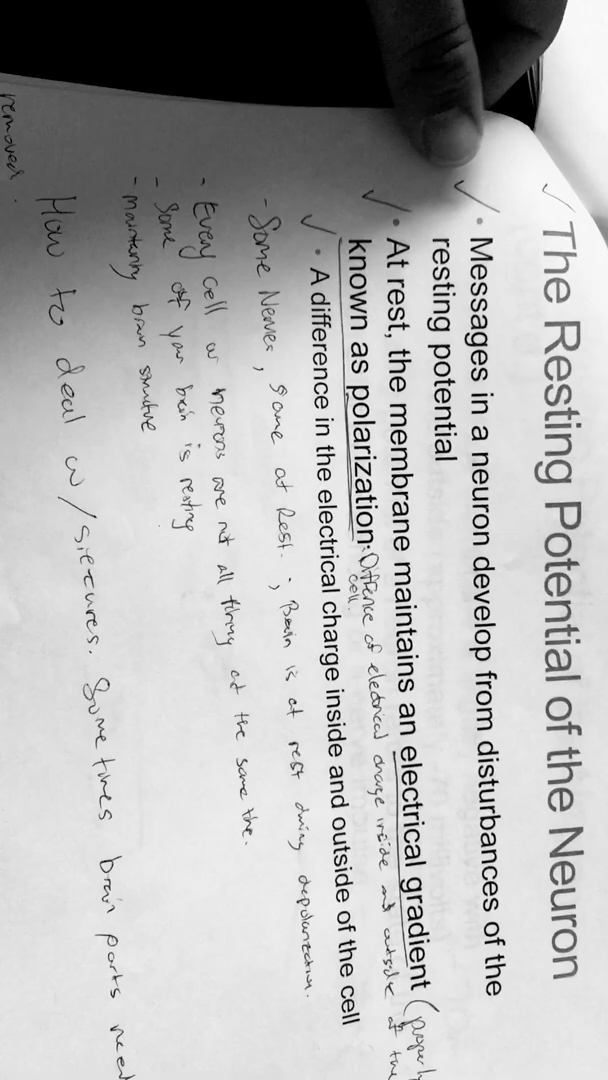 ✓ The Resting Potential of the Neuron
✓ • Messages in a neuron develop from disturbances of the
resting potential
✓ • At rest, the membrane maintains an electrical gradient (properl
known as polarization: Diffence of electrical charge inside and outside of the
cell.
✓ • A difference in the electrical charge inside and outside of the cell
- Some Nerves, some at Rest. ; Brain is at rest during depolarization.
- Every cell or neurons are not all firing at the same the.
- Some of your brain is resting
- maintaining brain structure
How to deal w/ siezures. Sometimes brain parts need
removed.